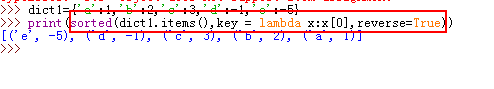 >>> dict1={'a':1,'b':2,'c':3,'d':-1,'e':-5}
>>> print(sorted(dict1.items(),key = lambda x:x[0],reverse=True))
[('e', -5), ('d', -1), ('c', 3), ('b', 2), ('a', 1)]
>>>